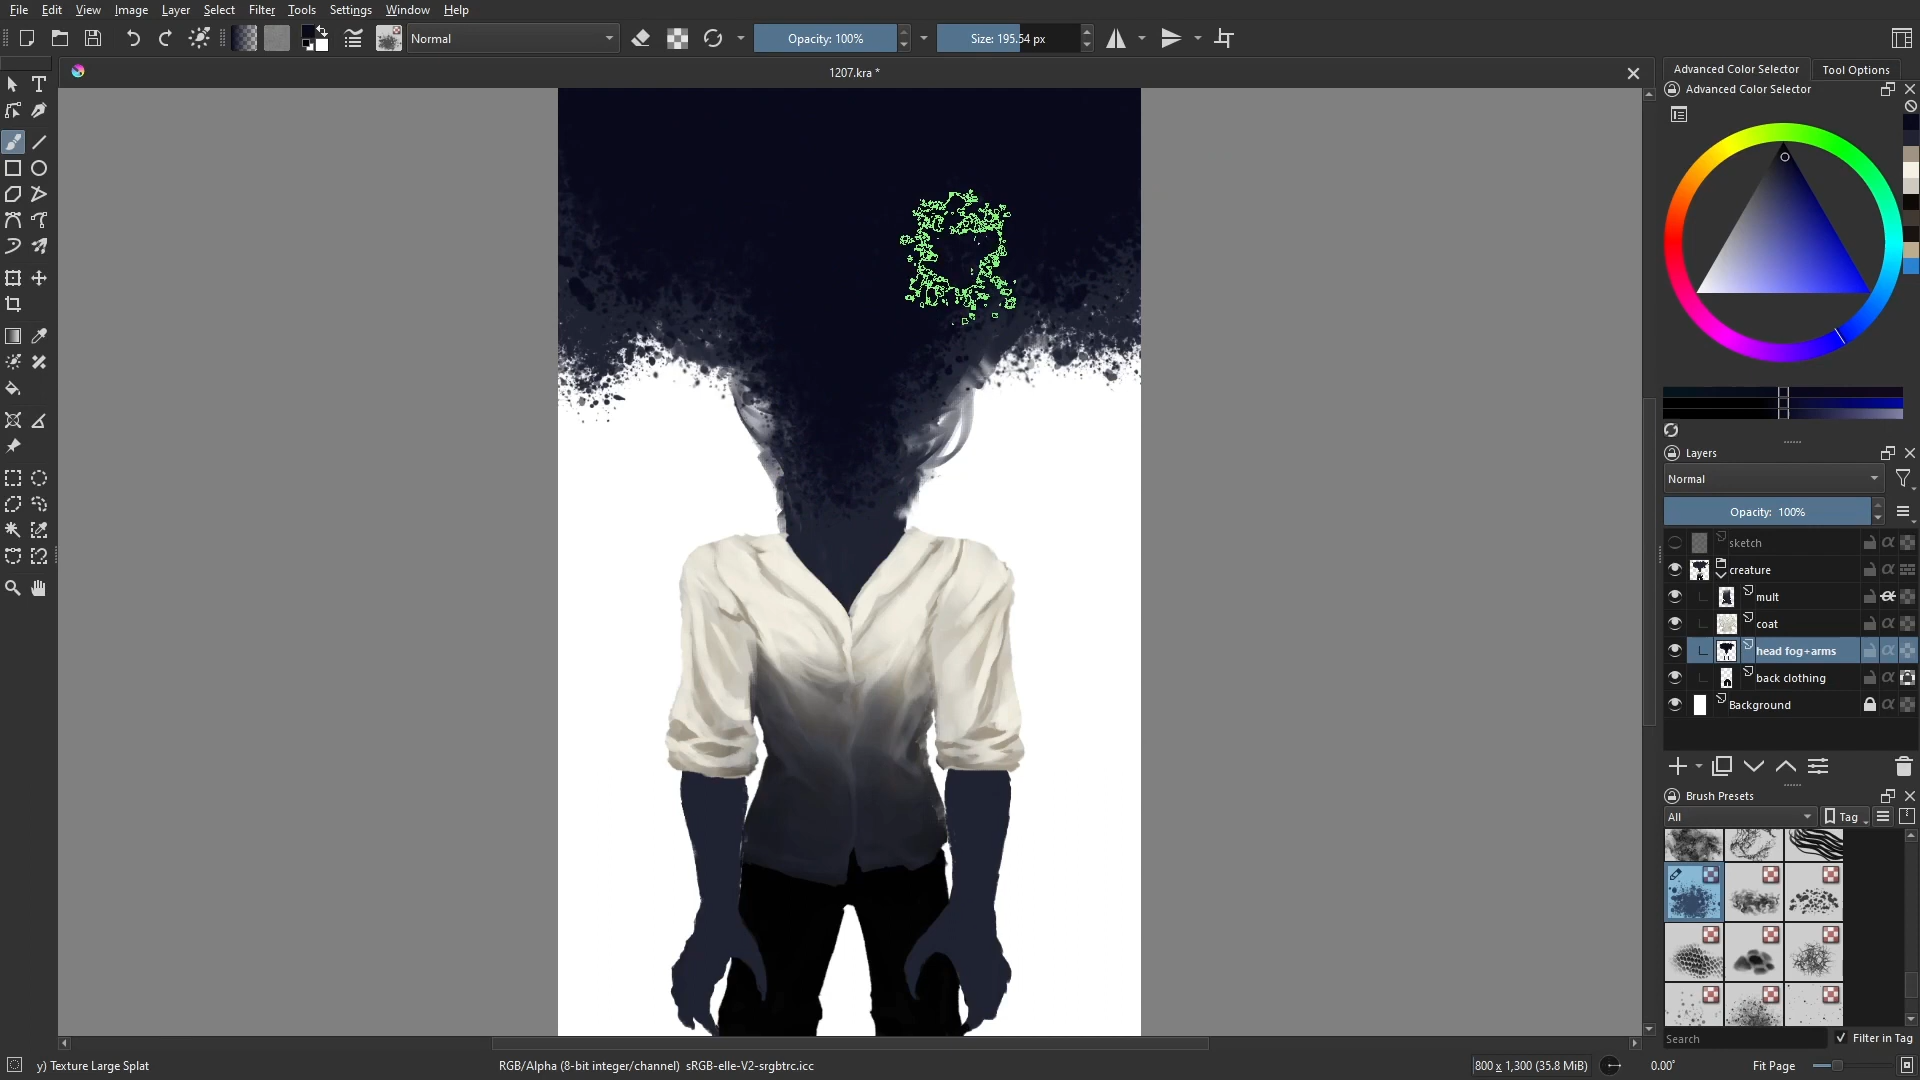 File Edit View Image Layer Select Filter Tools Settings Window Help
Normal
Opacity: 100%
Size: 195.54 px
1207.kra *
Advanced Color Selector
Tool Options
Advanced Color Selector
Layers
Normal
Opacity: 100%
sketch
creature
mult
coat
head fog+arms
back clothing
Background
Brush Presets
All
Tag
Search
Filter in Tag
y) Texture Large Splat
RGB/Alpha (8-bit integer/channel) sRGB-elle-V2-srgbtrc.icc
800 x 1,300 (35.8 MiB)
0.00°
Fit Page